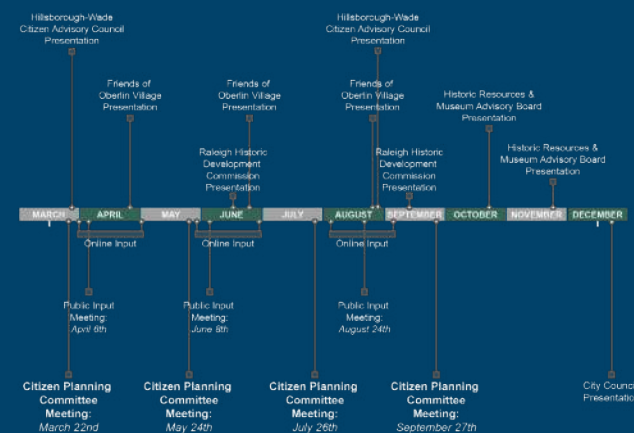 Hillsborough-Wade
Citizen Advisory Council
Presentation
Hillsborough-Wade
Citizen Advisory Council
Presentation
Friends of
Oberlin Village
Presentation
Friends of
Oberlin Village
Presentation
Friends of
Oberlin Village
Presentation
Historic Resources &
Museum Advisory Board
Presentation
Raleigh Historic
Development
Commission
Presentation
Raleigh Historic
Development
Commission
Presentation
Historic Resources &
Museum Advisory Board
Presentation
MARCH APRIL MAY JUNE JULY AUGUST SEPTEMBER OCTOBER NOVEMBER DECEMBER
Online Input
Online Input
Online Input
Public Input
Meeting:
April 6th
Public Input
Meeting:
June 8th
Public Input
Meeting:
August 24th
Citizen Planning
Committee
Meeting:
March 22nd
Citizen Planning
Committee
Meeting:
May 24th
Citizen Planning
Committee
Meeting:
July 26th
Citizen Planning
Committee
Meeting:
September 27th
City Counc
Presentatio